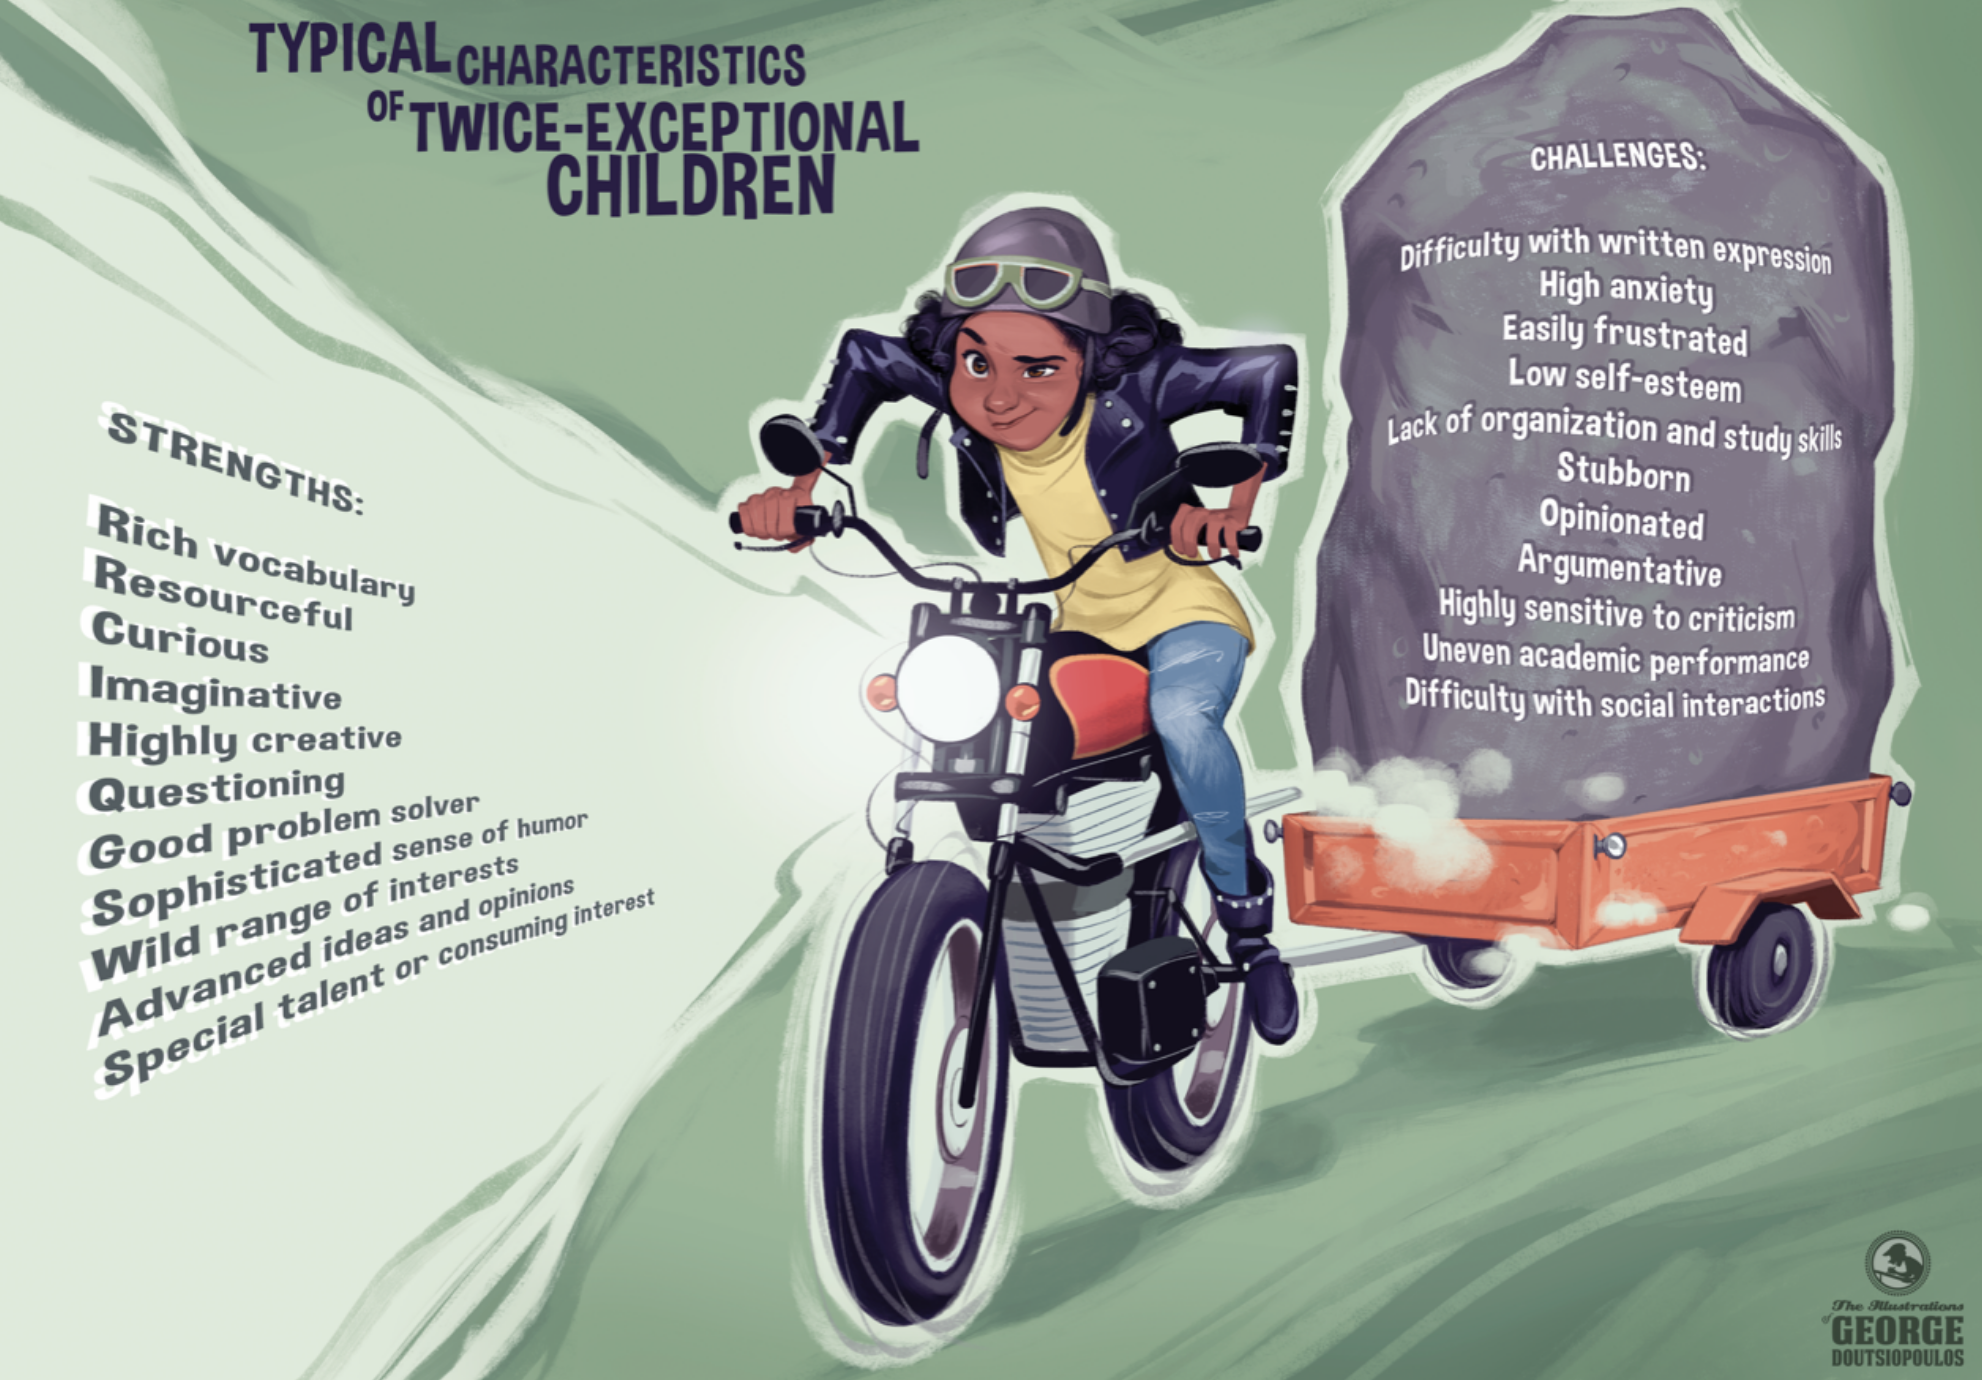 TYPICAL CHARACTERISTICS
OF TWICE-EXCEPTIONAL
CHILDREN
STRENGTHS:
Rich vocabulary
Resourceful
Curious
Imaginative
Highly creative
Questioning
Good problem solver
Sophisticated sense of humor
Wild range of interests
Advanced ideas and opinions
Special talent or consuming interest
CHALLENGES:
Difficulty with written expression
High anxiety
Easily frustrated
Low self-esteem
Lack of organization and study skills
Stubborn
Opinionated
Argumentative
Highly sensitive to criticism
Uneven academic performance
Difficulty with social interactions
The Illustrations
of GEORGE
DOUTSIOPOULOS